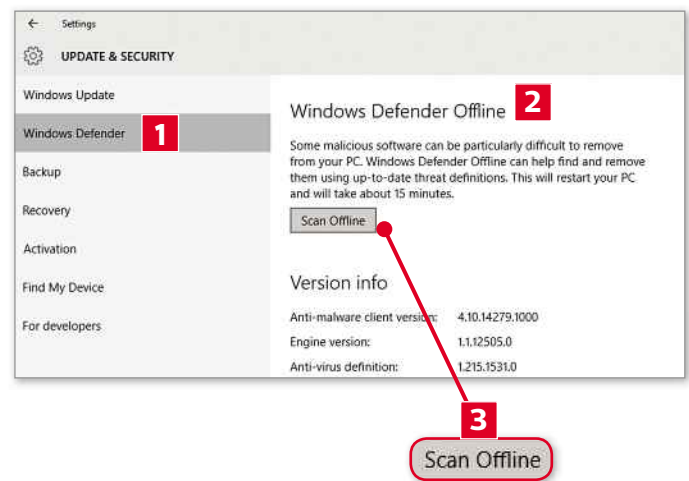 ← Settings
UPDATE & SECURITY
Windows Update
Windows Defender 1
Backup
Recovery
Activation
Find My Device
For developers
Windows Defender Offline 2
Some malicious software can be particularly difficult to remove
from your PC. Windows Defender Offline can help find and remove
them using up-to-date threat definitions. This will restart your PC
and will take about 15 minutes.
Scan Offline
Version info
Anti-malware client version: 4.10.14279.1000
Engine version: 1.1.12505.0
Anti-virus definition: 1.215.1531.0
3
Scan Offline